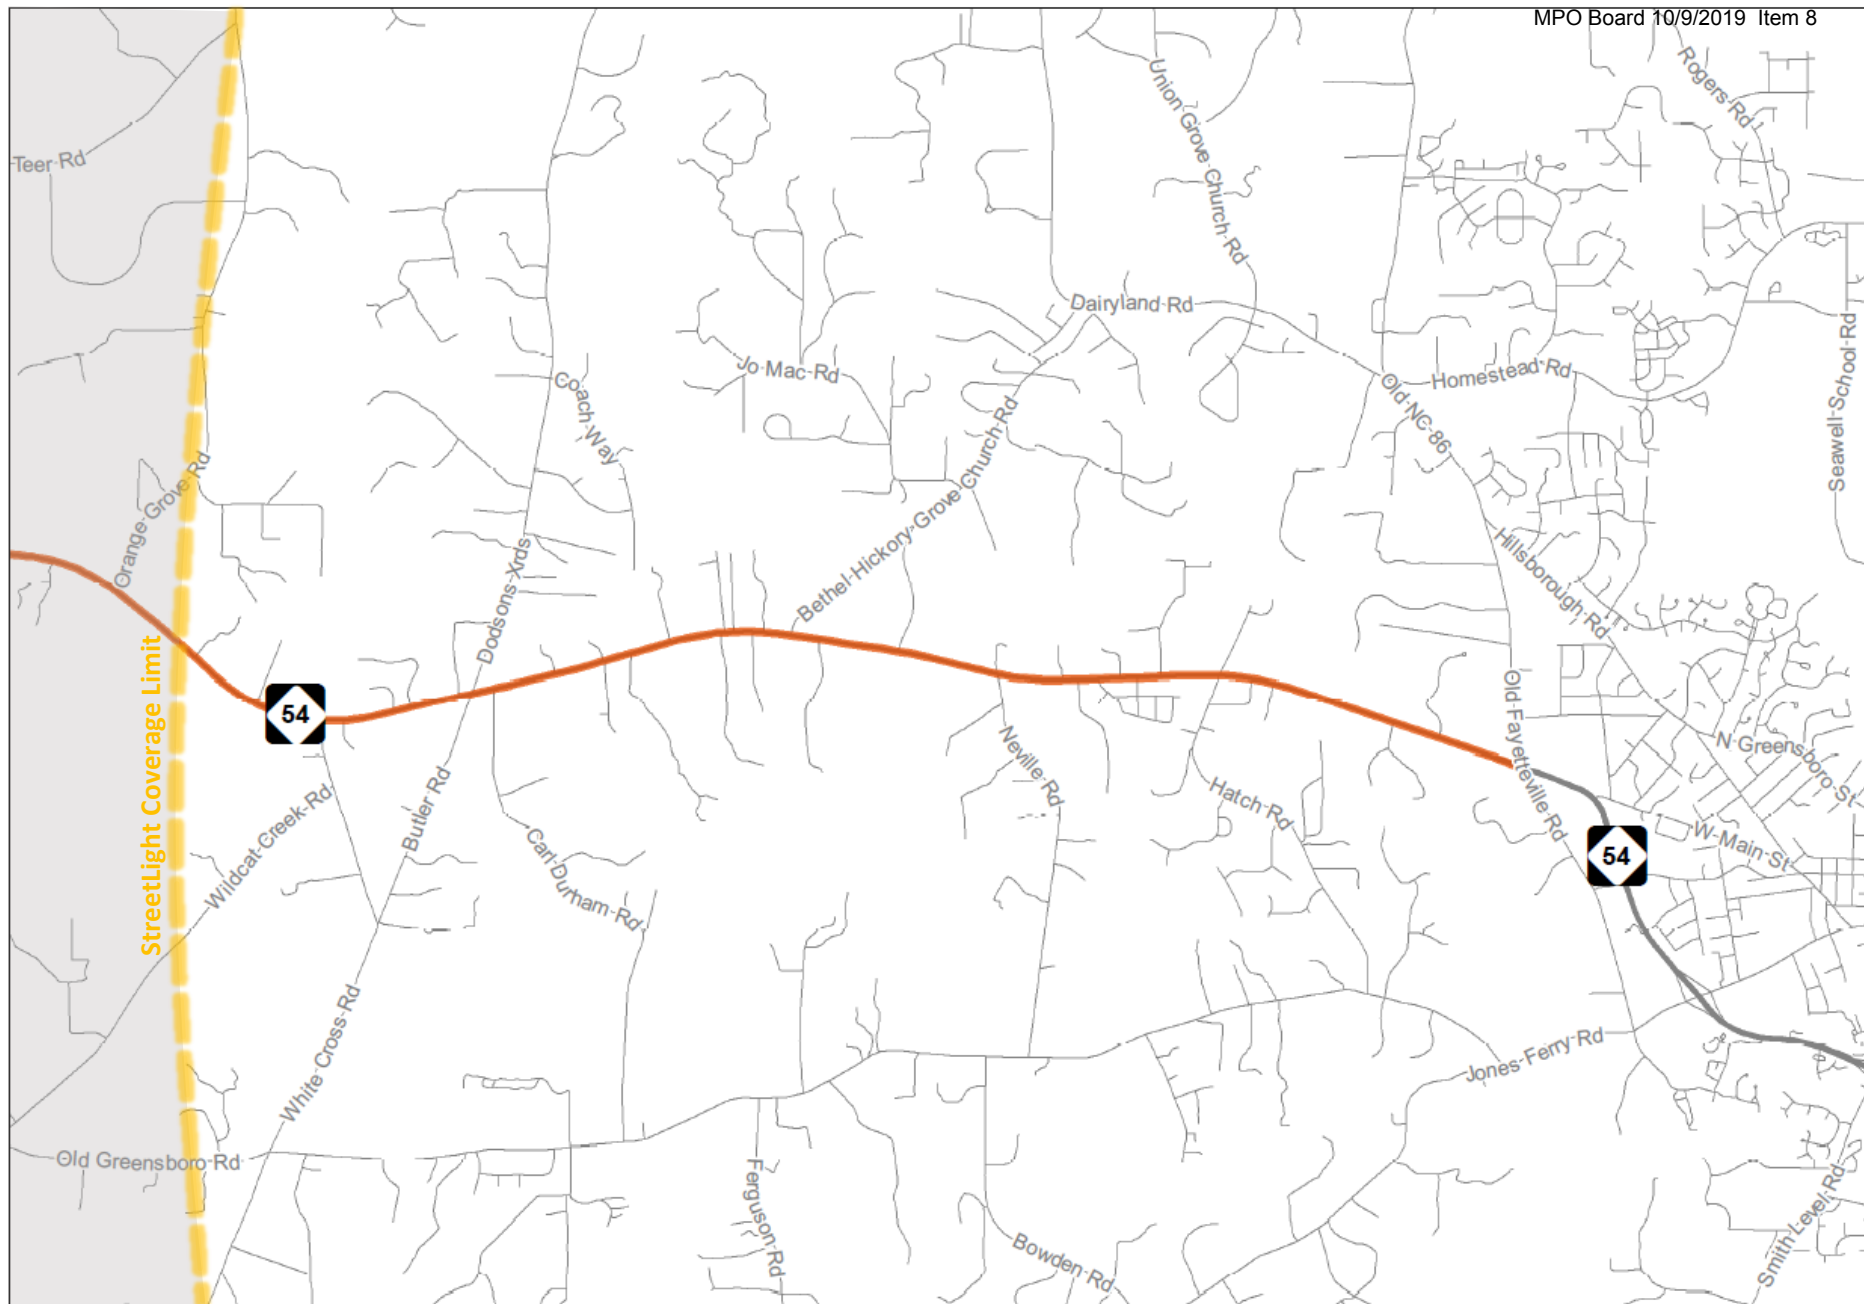 MPO Board 10/9/2019 Item 8
Rogers Rd
Union Grove Church Rd
Teer Rd
Dairyland Rd
Seawell School Rd
Jo Mac Rd
Homestead Rd
Coach Way
Old NC 86
Orange Grove Rd
Bethel Hickory Grove Church Rd
Dodsons Xrds
Hillsborough Rd
StreetLight Coverage Limit
54
Old Fayetteville Rd
N Greensboro St
Neville Rd
Butler Rd
Wildcat Creek Rd
Hatch Rd
W Main St
54
Carl Durham Rd
White Cross Rd
Jones Ferry Rd
Old Greensboro Rd
Ferguson Rd
Bowden Rd
Smith Level Rd